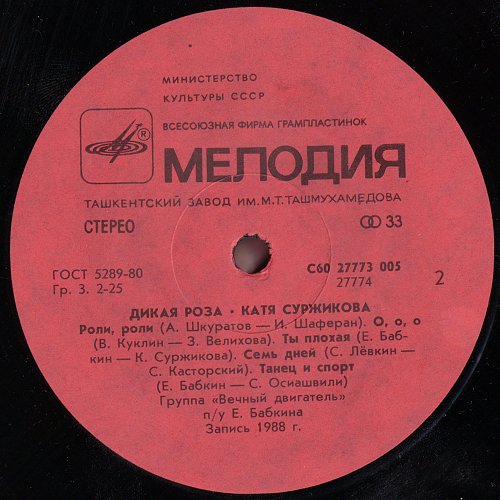 МИНИСТЕРСТВО
КУЛЬТУРЫ СССР
ВСЕСОЮЗНАЯ ФИРМА ГРАМПЛАСТИНОК
®
МЕЛОДИЯ
ТАШКЕНТСКИЙ ЗАВОД ИМ. М.Т. ТАШМУХАМЕДОВА
СТЕРЕО
33
ГОСТ 5289-80
Гр. 3. 2-25
С60 27773 005
27774
2
ДИКАЯ РОЗА · КАТЯ СУРЖИКОВА
Роли, роли (А. Шкуратов — И. Шаферан). О, о, о
(В. Куклин — З. Велихова). Ты плохая (Е. Баб-
кин — К. Суржикова). Семь дней (С. Лёвкин —
С. Касторский). Танец и спорт
(Е. Бабкин — С. Осиашвили)
Группа «Вечный двигатель»
п/у Е. Бабкина
Запись 1988 г.